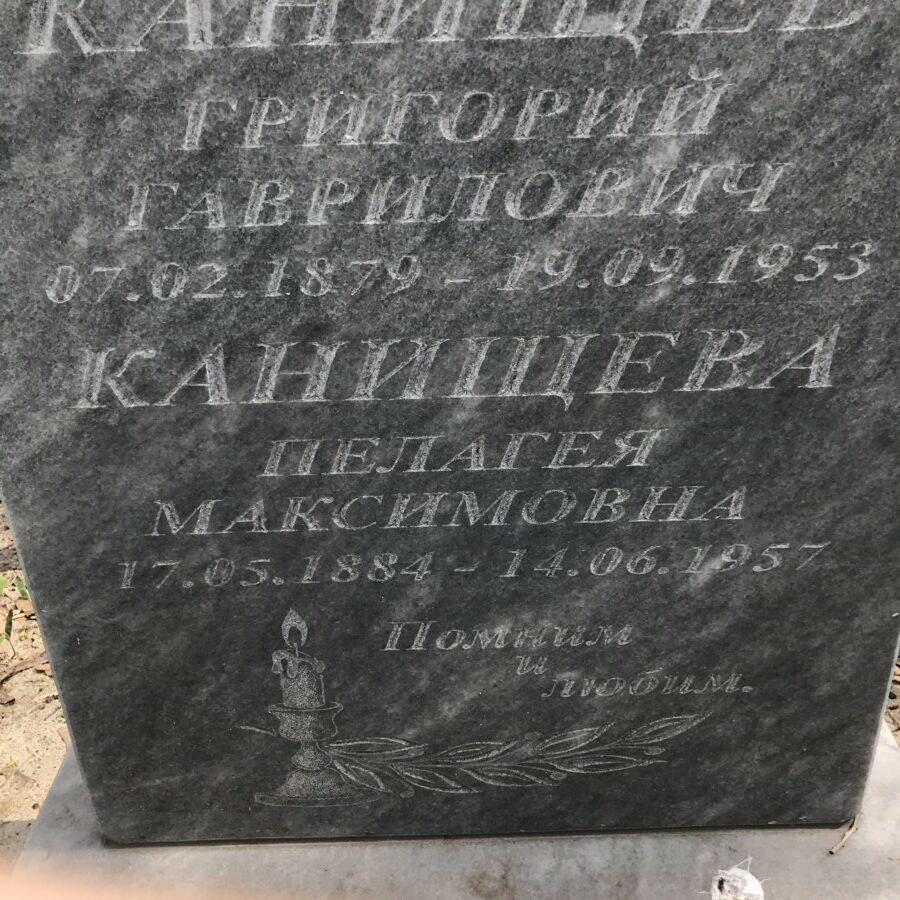 КАНИЩЕВ
ГРИГОРИЙ
ГАВРИЛОВИЧ
07.02.1879 - 19.09.1953
КАНИЩЕВА
ПЕЛАГЕЯ
МАКСИМОВНА
17.05.1884 - 14.06.1957
Помним
и
любим.